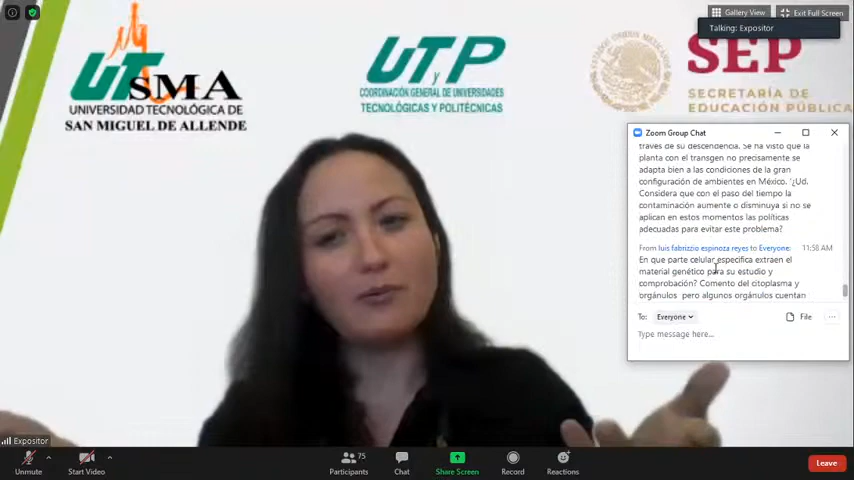 Gallery View
Exit Full Screen
Talking: Expositor
UTSMA
UNIVERSIDAD TECNOLÓGICA DE
SAN MIGUEL DE ALLENDE
UTyP
COORDINACIÓN GENERAL DE UNIVERSIDADES
TECNOLÓGICAS Y POLITÉCNICAS
ESTADOS UNIDOS MEXICANOS
SEP
SECRETARÍA DE
EDUCACIÓN PÚBLICA
Zoom Group Chat
traves de su descendencia. Se ha visto que la
planta con el transgen no precisamente se
adapta bien a las condiciones de la gran
configuración de ambientes en México. '¿Ud.
Considera que con el paso del tiempo la
contaminación aumente o disminuya si no se
aplican en estos momentos las políticas
adecuadas para evitar este problema?
From luis fabrizzio espinoza reyes to Everyone: 11:58 AM
En que parte celular especifica extraen el
material genético para su estudio y
comprobación? Comento del citoplasma y
orgánulos pero algunos orgánulos cuentan
To: Everyone
File
Type message here...
Expositor
Unmute
Start Video
75
Participants
Chat
Share Screen
Record
Reactions
Leave